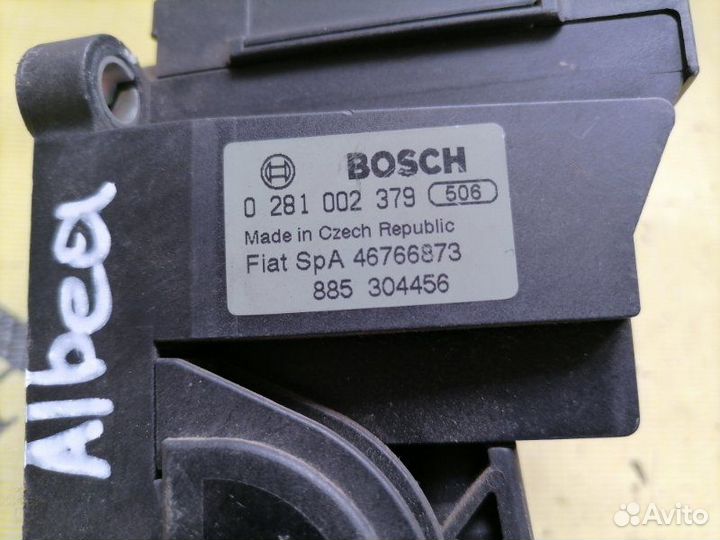 BOSCH
0 281 002 379 506
Made in Czech Republic
Fiat SpA 46766873
885 304456
Albea
Avito